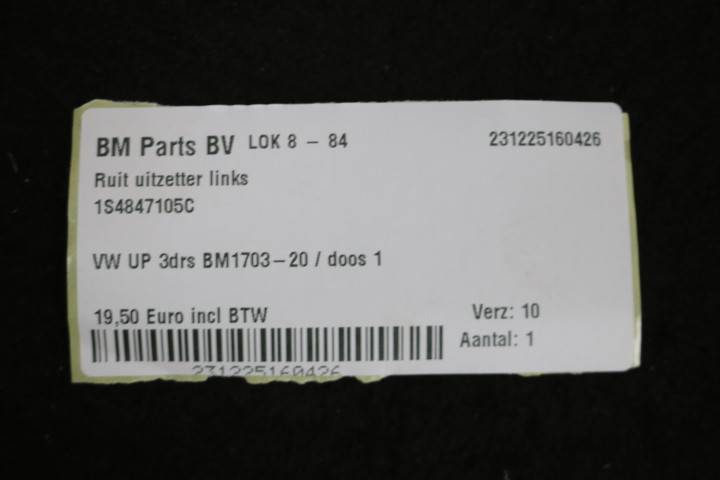 BM Parts BV LOK 8 - 84 231225160426
Ruit uitzetter links
1S4847105C
VW UP 3drs BM1703-20 / doos 1
19,50 Euro incl BTW Verz: 10
Aantal: 1
231225160426